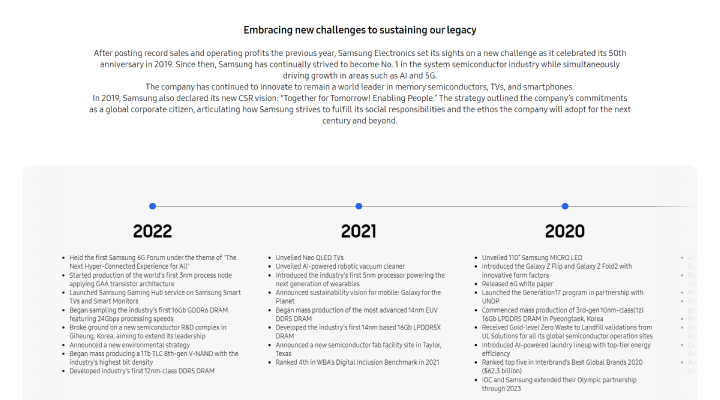 Embracing new challenges to sustaining our legacy
After posting record sales and operating profits the previous year, Samsung Electronics set its sights on a new challenge as it celebrated its 50th
anniversary in 2019. Since then, Samsung has continually strived to become No. 1 in the system semiconductor industry while simultaneously
driving growth in areas such as AI and 5G.
The company has continued to innovate to remain a world leader in memory semiconductors, TVs, and smartphones.
In 2019, Samsung also declared its new CSR vision: "Together for Tomorrow! Enabling People." The strategy outlined the company's commitments
as a global corporate citizen, articulating how Samsung strives to fulfill its social responsibilities and the ethos the company will adopt for the next
century and beyond.
2022
• Held the first Samsung 6G Forum under the theme of "The
Next Hyper-Connected Experience for All"
• Started production of the world's first 3nm process node
applying GAA transistor architecture
• Launched Samsung Gaming Hub service on Samsung Smart
TVs and Smart Monitors
• Began sampling the industry's first 16Gb GDDR6 DRAM
featuring 24Gbps processing speeds
• Broke ground on a new semiconductor R&D complex in
Giheung, Korea, aiming to extend its leadership
• Announced a new environmental strategy
• Began mass producing a 1Tb TLC 8th-gen V-NAND with the
industry's highest bit density
• Developed industry's first 12nm-class DDR5 DRAM
2021
• Unveiled Neo QLED TVs
• Unveiled AI-powered robotic vacuum cleaner
• Introduced the industry's first 5nm processor powering the
next generation of wearables
• Announced sustainability vision for mobile: Galaxy for the
Planet
• Began mass production of the most advanced 14nm EUV
DDR5 DRAM
• Developed the industry's first 14nm based 16Gb LPDDR5X
DRAM
• Announced a new semiconductor fab facility site in Taylor,
Texas
• Ranked 4th in WBA's Digital Inclusion Benchmark in 2021
2020
• Unveiled 110" Samsung MICRO LED
• Introduced the Galaxy Z Flip and Galaxy Z Fold2 with
innovative form factors
• Released 6G white paper
• Launched the Generation17 program in partnership with
UNDP
• Commenced mass production of 3rd-gen 10nm-class(1z)
16Gb LPDDR5 DRAM in Pyeongtaek, Korea
• Received Gold-level Zero Waste to Landfill validations from
UL Solutions for all its global semiconductor operation sites
• Introduced AI-powered laundry lineup with top-tier energy
efficiency
• Ranked top five in Interbrand's Best Global Brands 2020
($62.3 billion)
• IOC and Samsung extended their Olympic partnership
through 2023